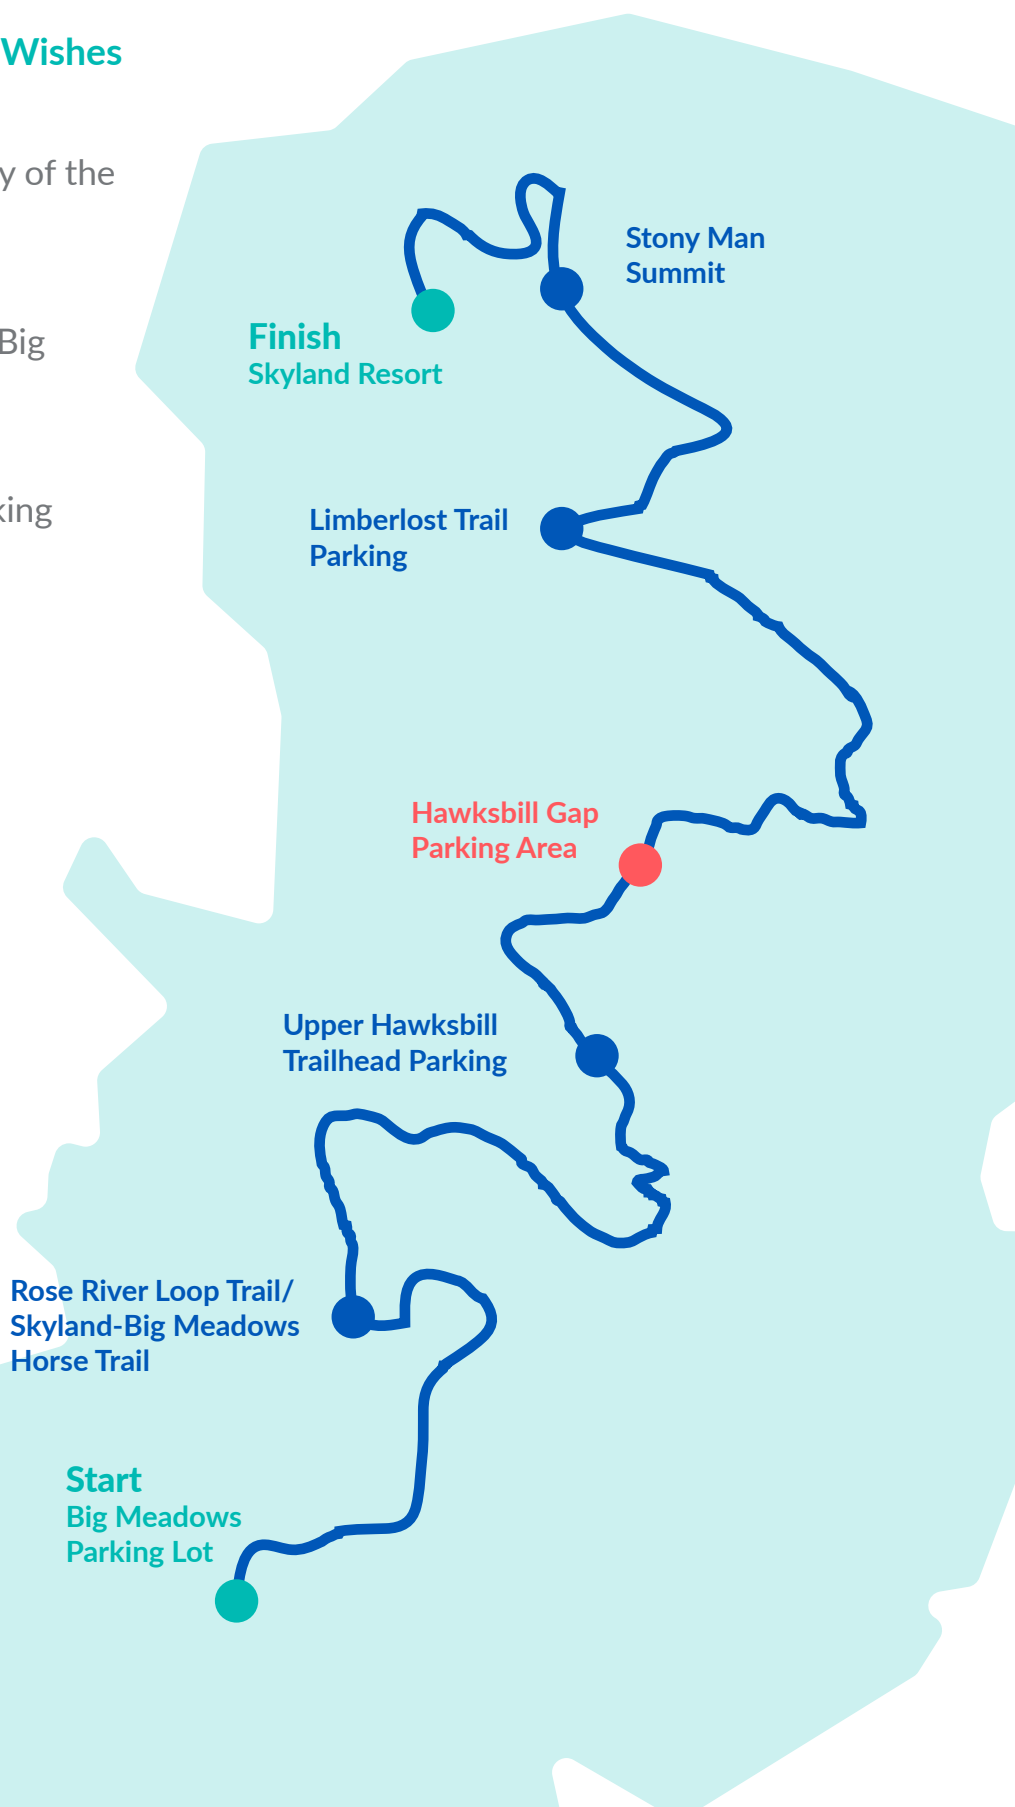 Wishes
y of the
Stony Man
Summit
Finish
Skyland Resort
Big
Limberlost Trail
Parking
king
Hawksbill Gap
Parking Area
Upper Hawksbill
Trailhead Parking
Rose River Loop Trail/
Skyland-Big Meadows
Horse Trail
Start
Big Meadows
Parking Lot